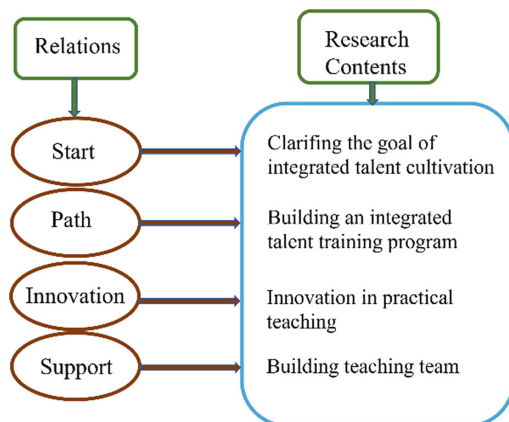 Relations
Research
Contents
Start
Clarifing the goal of
integrated talent cultivation
Path
Building an integrated
talent training program
Innovation
Innovation in practical
teaching
Support
Building teaching team